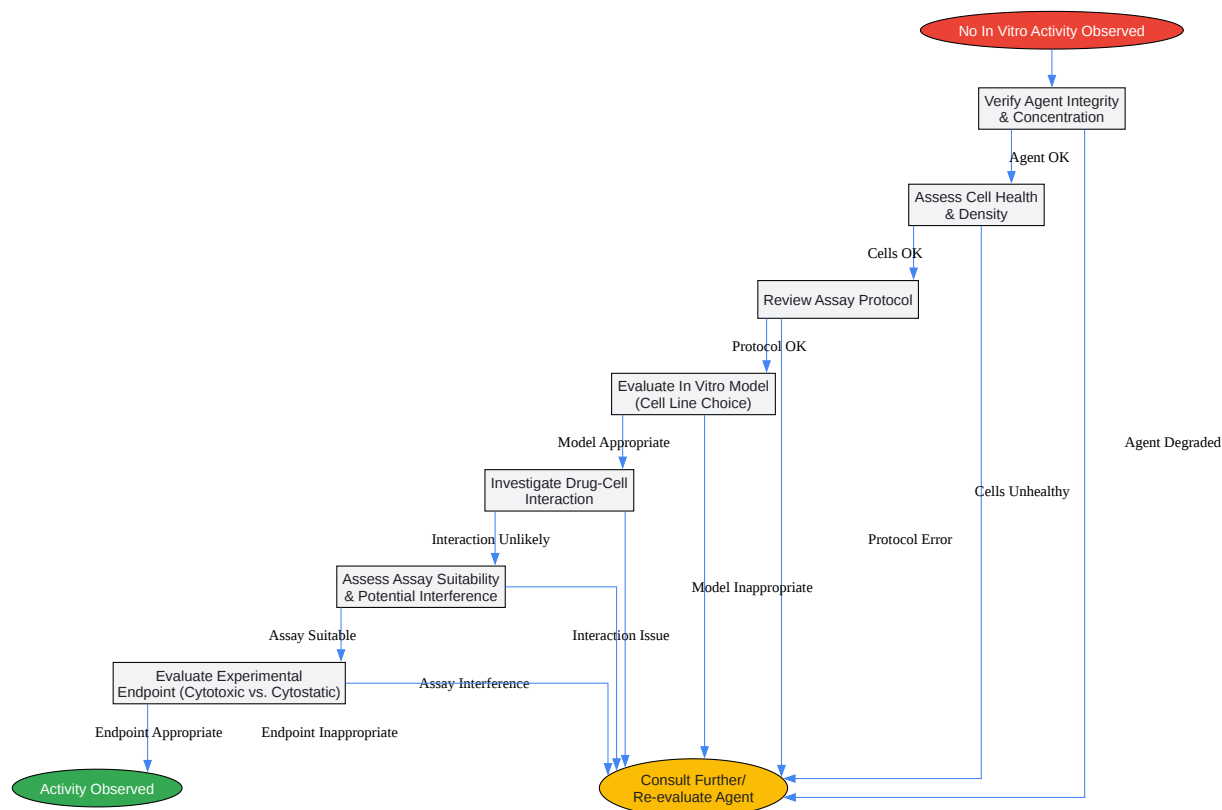 No In Vitro Activity Observed
Verify Agent Integrity
& Concentration
Agent OK
Assess Cell Health
& Density
Cells OK
Review Assay Protocol
Protocol OK
Evaluate In Vitro Model
(Cell Line Choice)
Model Appropriate
Agent Degraded
Investigate Drug-Cell
Interaction
Cells Unhealthy
Interaction Unlikely
Protocol Error
Assess Assay Suitability
& Potential Interference
Model Inappropriate
Assay Suitable
Interaction Issue
Evaluate Experimental
Endpoint (Cytotoxic vs. Cytostatic)
Assay Interference
Endpoint Appropriate
Endpoint Inappropriate
Activity Observed
Consult Further/
Re-evaluate Agent